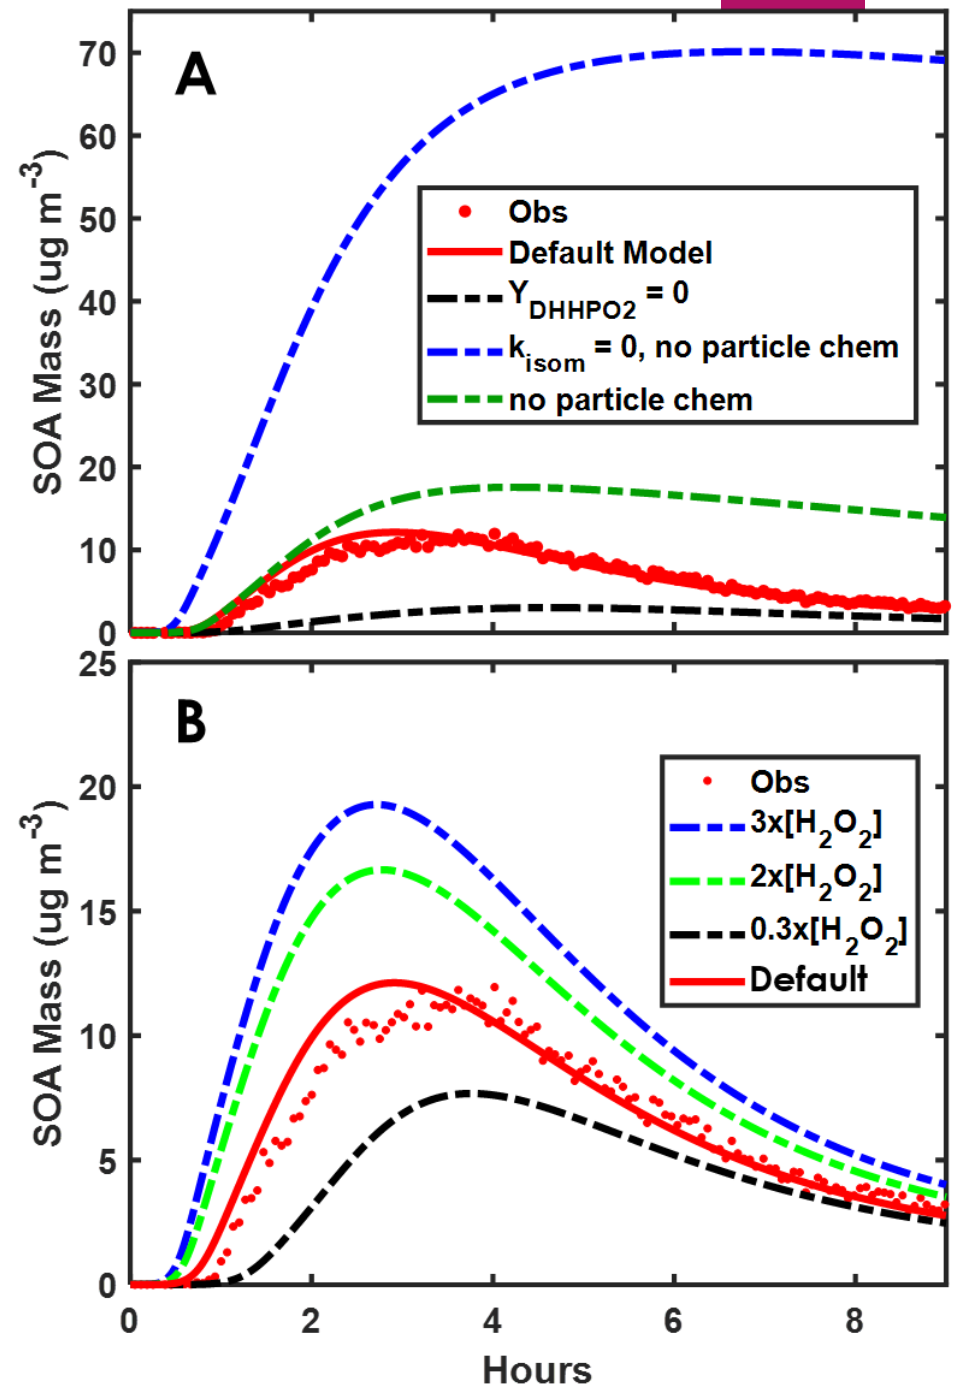 A
SOA Mass (ug m⁻³)
70
60
50
40
30
20
10
0
Obs
Default Model
Y_DHHPO2 = 0
k_isom = 0, no particle chem
no particle chem
B
SOA Mass (ug m⁻³)
25
20
15
10
5
0
Obs
3x[H₂O₂]
2x[H₂O₂]
0.3x[H₂O₂]
Default
0 2 4 6 8
Hours